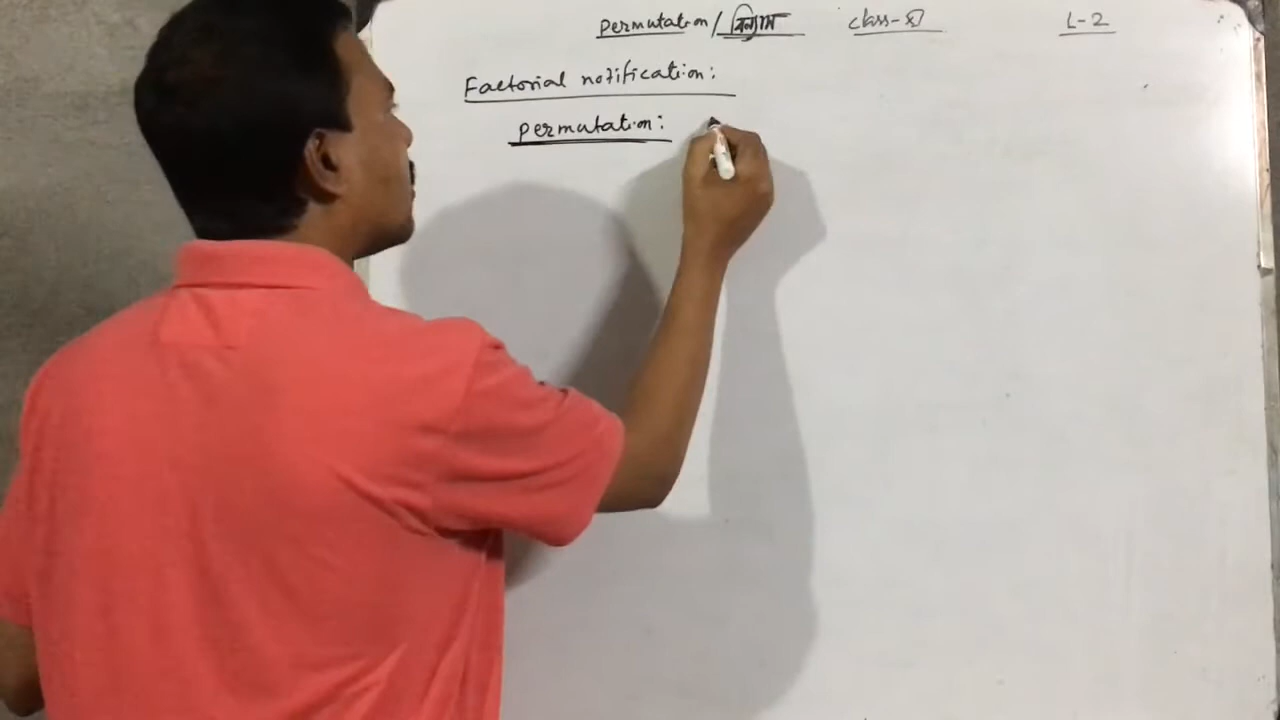 permutation/ বিন্যাস class-XI L-2
Factorial notification:
permutation: